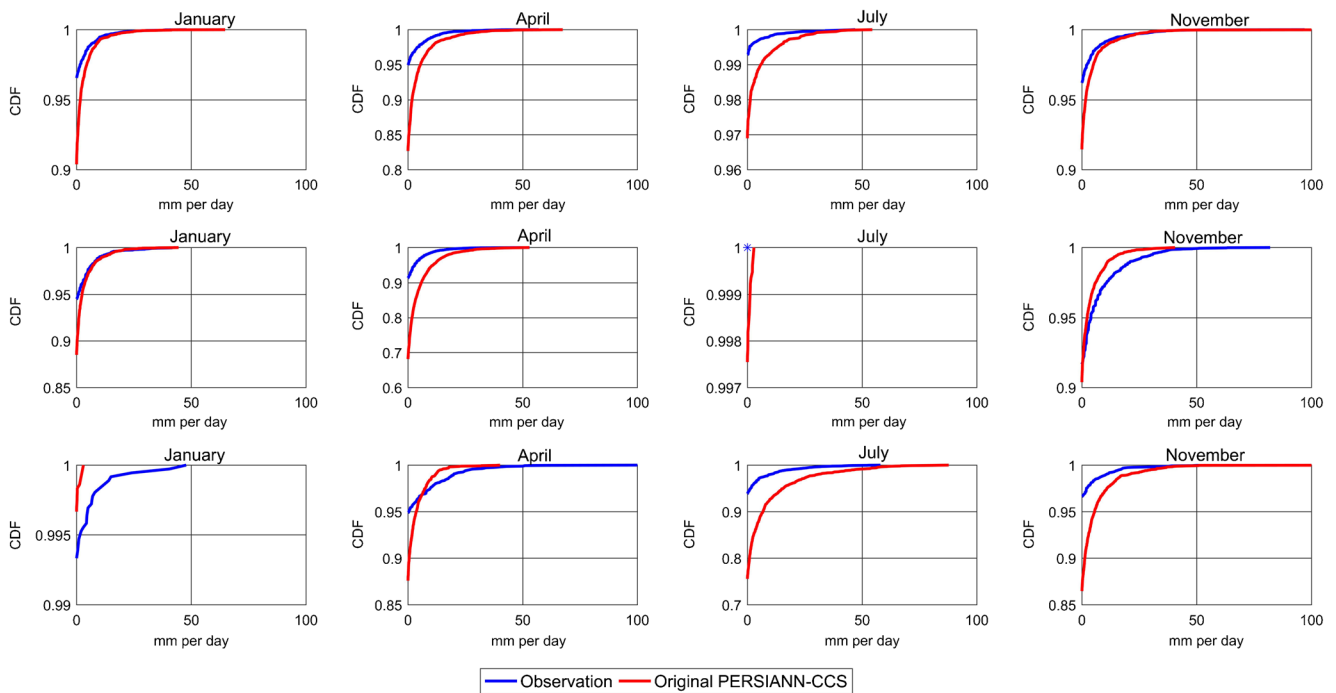 January
April
July
November
1
0.95
0.9
CDF
0 50 100
mm per day
1
0.95
0.9
0.85
0.8
CDF
0 50 100
mm per day
1
0.99
0.98
0.97
0.96
CDF
0 50 100
mm per day
1
0.95
0.9
CDF
0 50 100
mm per day
January
April
July
November
1
0.95
0.9
0.85
CDF
0 50 100
mm per day
1
0.9
0.8
0.7
0.6
CDF
0 50 100
mm per day
1
0.999
0.998
0.997
CDF
0 50 100
mm per day
1
0.95
0.9
CDF
0 50 100
mm per day
January
April
July
November
1
0.995
0.99
CDF
0 50 100
mm per day
1
0.95
0.9
0.85
CDF
0 50 100
mm per day
1
0.9
0.8
0.7
CDF
0 50 100
mm per day
1
0.95
0.9
0.85
CDF
0 50 100
mm per day
Observation Original PERSIANN-CCS